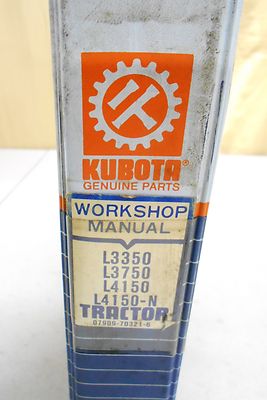 KUBOTA®
GENUINE PARTS
WORKSHOP
MANUAL
L3350
L3750
L4150
L4150-N
TRACTOR
07909-70321-6